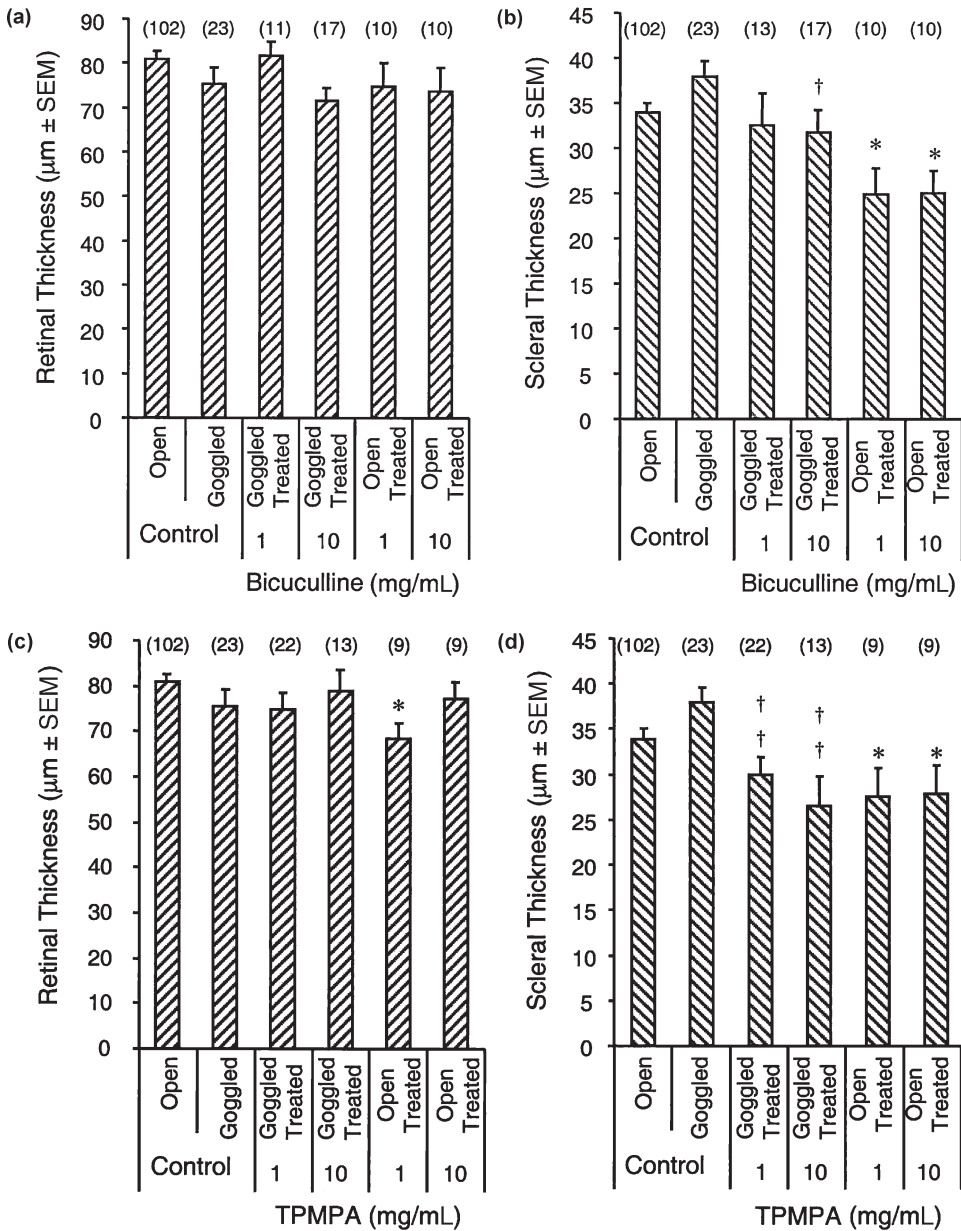 (a)
Retinal Thickness (µm ± SEM)
90
80
70
60
50
40
30
20
10
0
(102) (23) (11) (17) (10) (10)
Open
Goggled
Goggled
Treated
Goggled
Treated
Open
Treated
Open
Treated
Control
1 10 1 10
Bicuculline (mg/mL)
(b)
Scleral Thickness (µm ± SEM)
45
40
35
30
25
20
15
10
5
0
(102) (23) (13) (17) (10) (10)
†
* *
Open
Goggled
Goggled
Treated
Goggled
Treated
Open
Treated
Open
Treated
Control
1 10 1 10
Bicuculline (mg/mL)
(c)
Retinal Thickness (µm ± SEM)
90
80
70
60
50
40
30
20
10
0
(102) (23) (22) (13) (9) (9)
*
Open
Goggled
Goggled
Treated
Goggled
Treated
Open
Treated
Open
Treated
Control
1 10 1 10
TPMPA (mg/mL)
(d)
Scleral Thickness (µm ± SEM)
45
40
35
30
25
20
15
10
5
0
(102) (23) (22) (13) (9) (9)
† †
† † * *
Open
Goggled
Goggled
Treated
Goggled
Treated
Open
Treated
Open
Treated
Control
1 10 1 10
TPMPA (mg/mL)